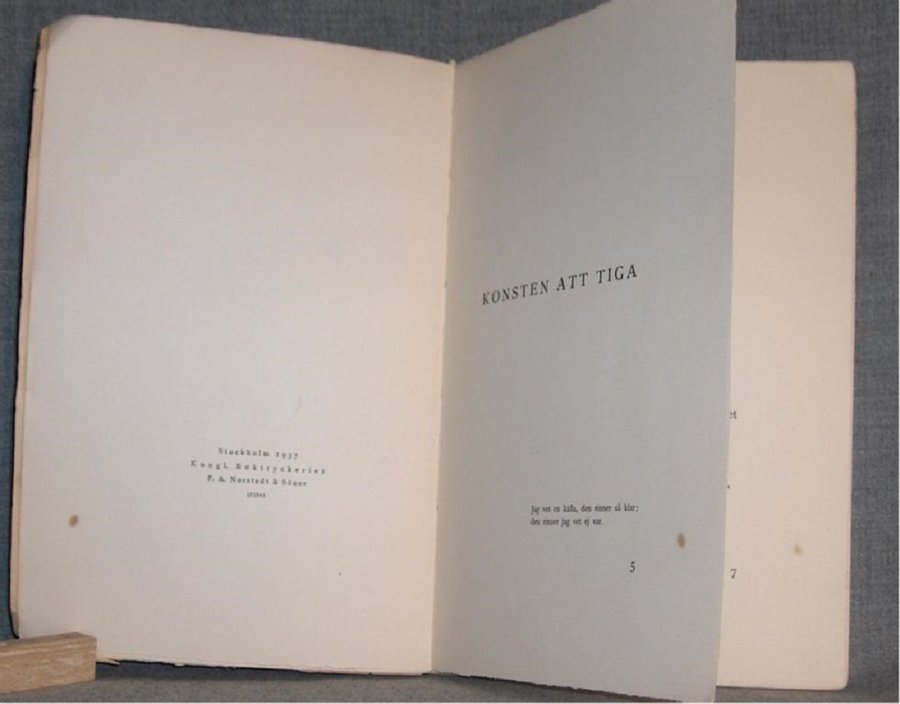 Stockholm 1937
Kungl. Boktryckeriet
P. A. Norstedt & Söner
KONSTEN ATT TIGA
Jag vet en källa, den rinner så klar;
den rinner jag vet ej var.
5
et
7